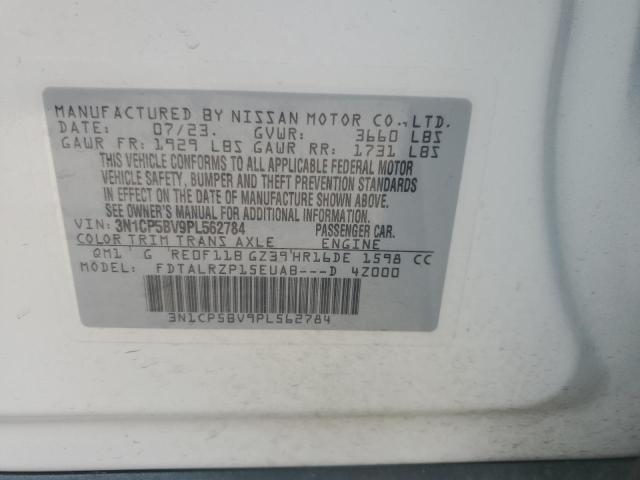 MANUFACTURED BY NISSAN MOTOR CO., LTD.
DATE: 07/23. GVWR: 3660 LBS
GAWR FR: 1929 LBS GAWR RR: 1731 LBS
THIS VEHICLE CONFORMS TO ALL APPLICABLE FEDERAL MOTOR
VEHICLE SAFETY, BUMPER AND THEFT PREVENTION STANDARDS
IN EFFECT ON THE DATE OF MANUFACTURE SHOWN ABOVE.
SEE OWNER'S MANUAL FOR ADDITIONAL INFORMATION
VIN: 3N1CP5BV9PL562784 PASSENGER CAR.
COLOR TRIM TRANS AXLE ENGINE
QM1 G RE0F11B GZ39 HR16DE 1598 CC
MODEL: FDTALRZP15EUAB---D 4Z000
3N1CP5BV9PL562784